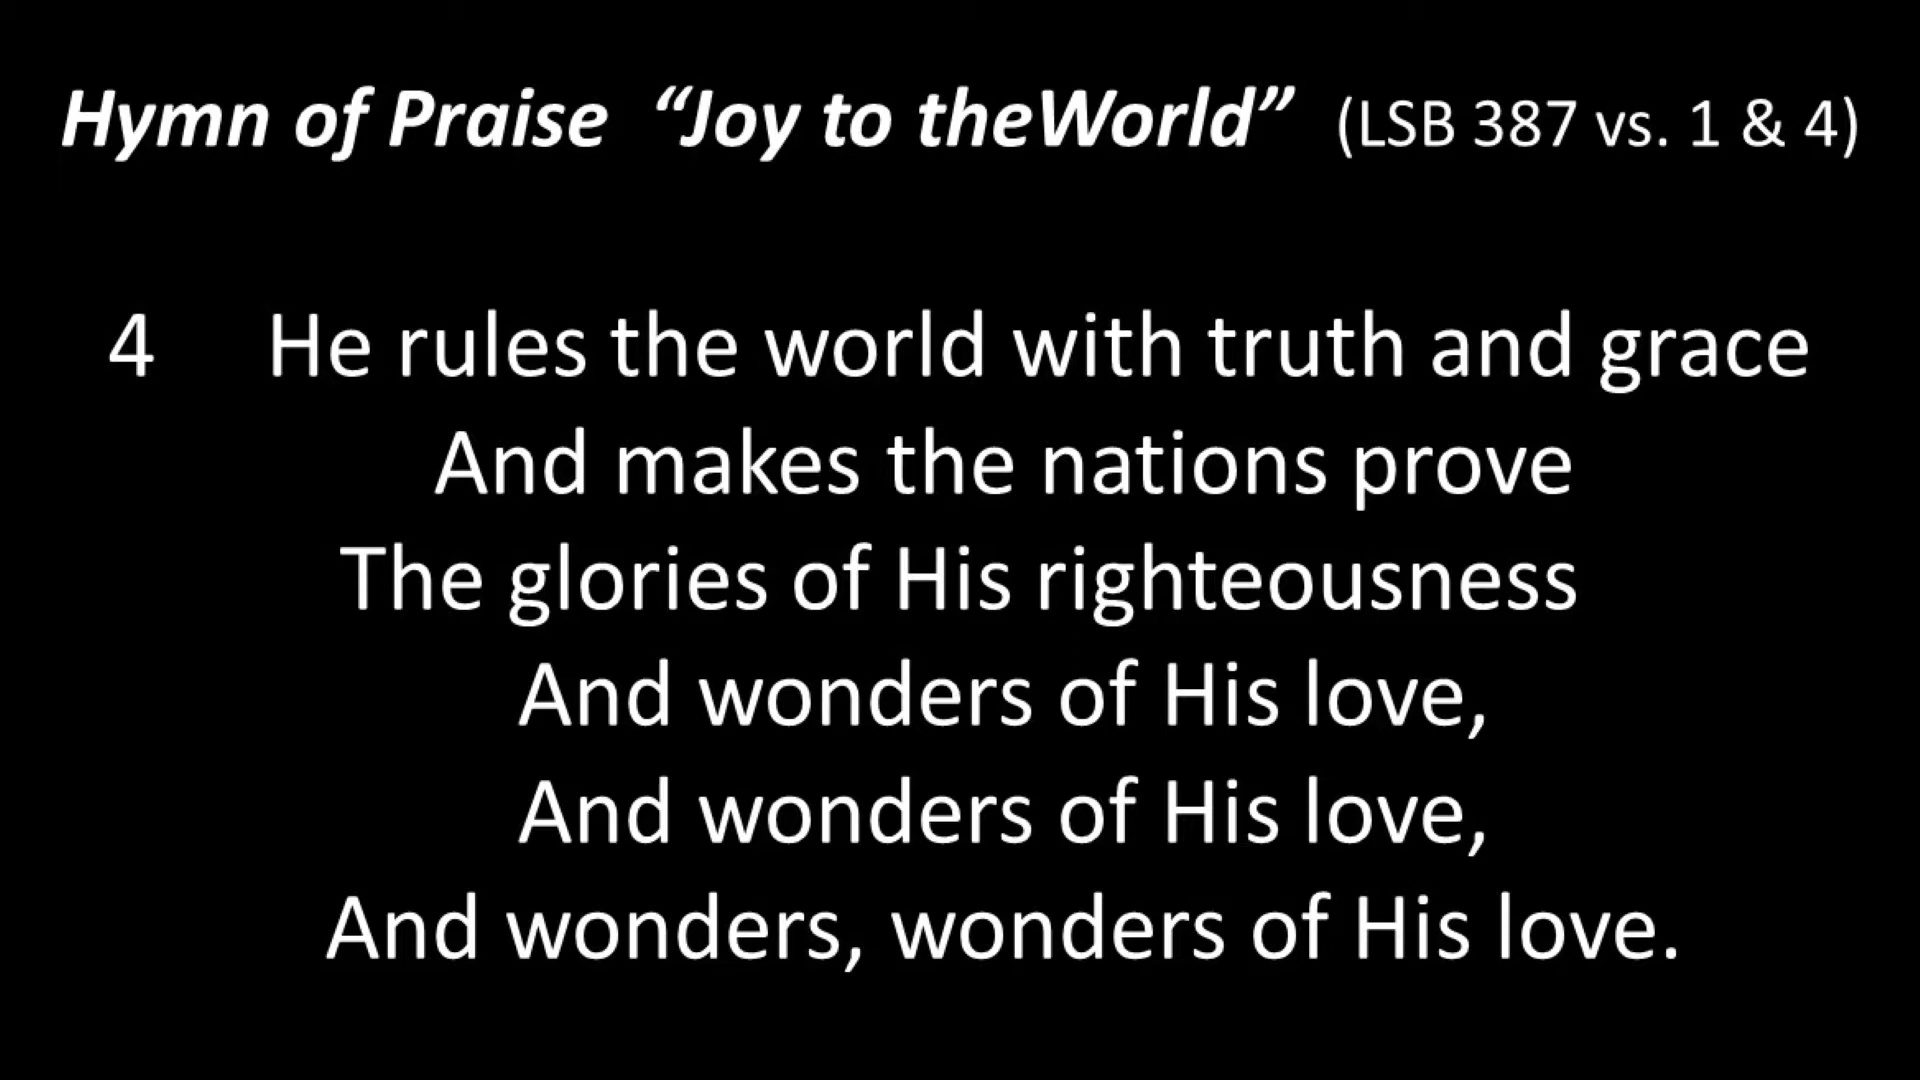 Hymn of Praise “Joy to theWorld” (LSB 387 vs. 1 & 4)
4 He rules the world with truth and grace
And makes the nations prove
The glories of His righteousness
And wonders of His love,
And wonders of His love,
And wonders, wonders of His love.